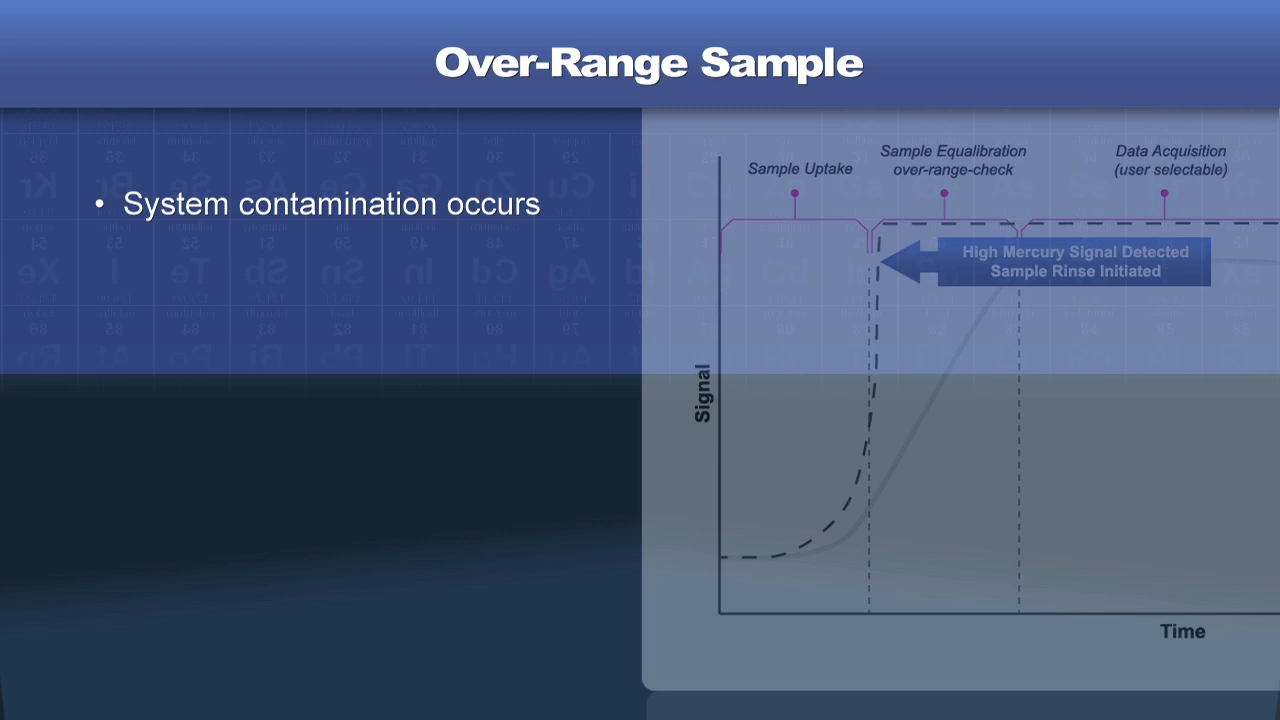 Over-Range Sample
• System contamination occurs
Sample Uptake
Sample Equalibration
over-range-check
Data Acquisition
(user selectable)
High Mercury Signal Detected
Sample Rinse Initiated
Signal
Time